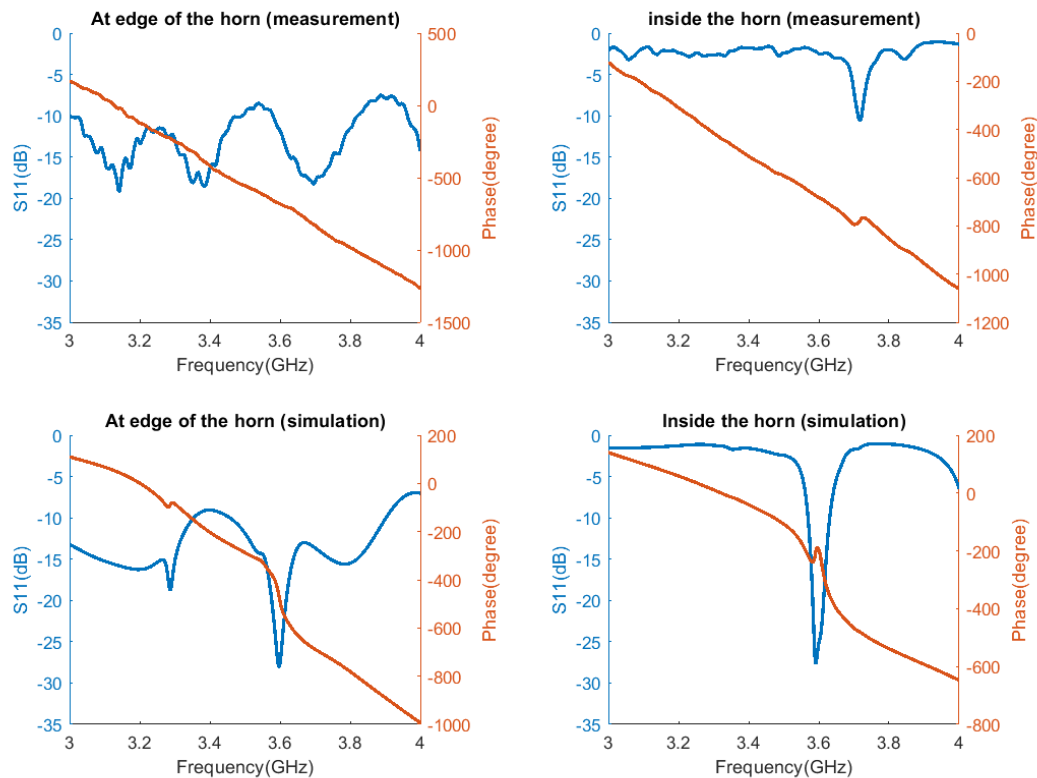 At edge of the horn (measurement)
0
-5
-10
-15
-20
-25
-30
-35
S11(dB)
500
0
-500
-1000
-1500
Phase(degree)
3 3.2 3.4 3.6 3.8 4
Frequency(GHz)
inside the horn (measurement)
0
-5
-10
-15
-20
-25
-30
-35
S11(dB)
0
-200
-400
-600
-800
-1000
-1200
Phase(degree)
3 3.2 3.4 3.6 3.8 4
Frequency(GHz)
At edge of the horn (simulation)
0
-5
-10
-15
-20
-25
-30
-35
S11(dB)
200
0
-200
-400
-600
-800
-1000
Phase(degree)
3 3.2 3.4 3.6 3.8 4
Frequency(GHz)
Inside the horn (simulation)
0
-5
-10
-15
-20
-25
-30
-35
S11(dB)
200
0
-200
-400
-600
-800
Phase(degree)
3 3.2 3.4 3.6 3.8 4
Frequency(GHz)